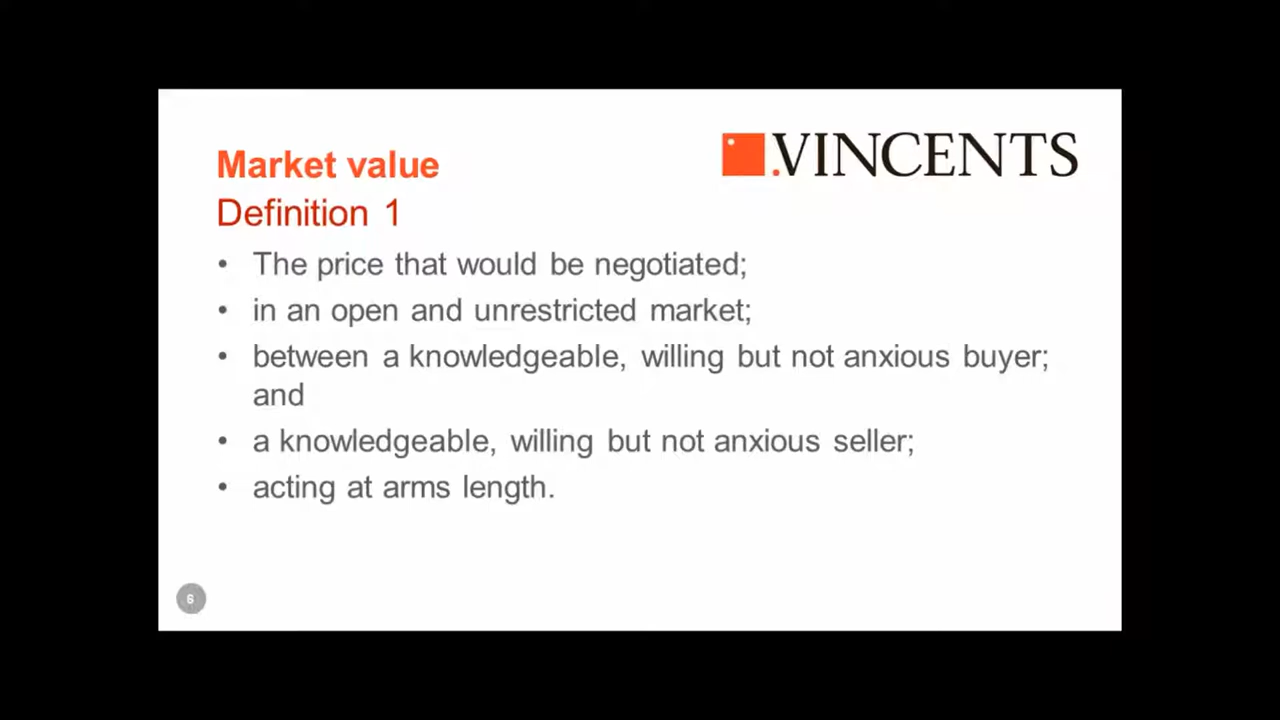 .VINCENTS
Market value
Definition 1
• The price that would be negotiated;
• in an open and unrestricted market;
• between a knowledgeable, willing but not anxious buyer;
and
• a knowledgeable, willing but not anxious seller;
• acting at arms length.
6